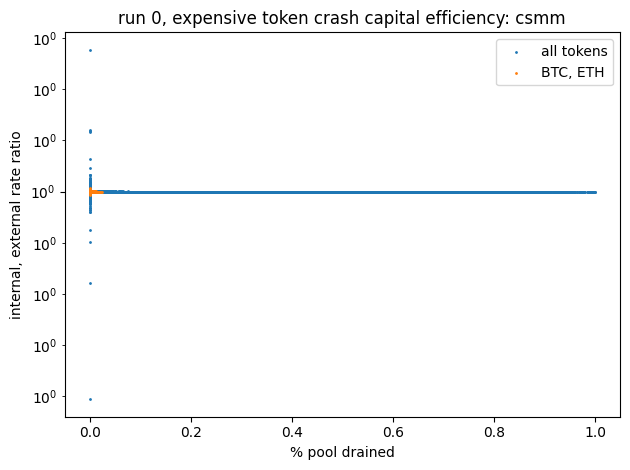 run 0, expensive token crash capital efficiency: csmm
all tokens
BTC, ETH
internal, external rate ratio
10⁰
10⁰
10⁰
10⁰
10⁰
10⁰
10⁰
10⁰
0.0 0.2 0.4 0.6 0.8 1.0
% pool drained